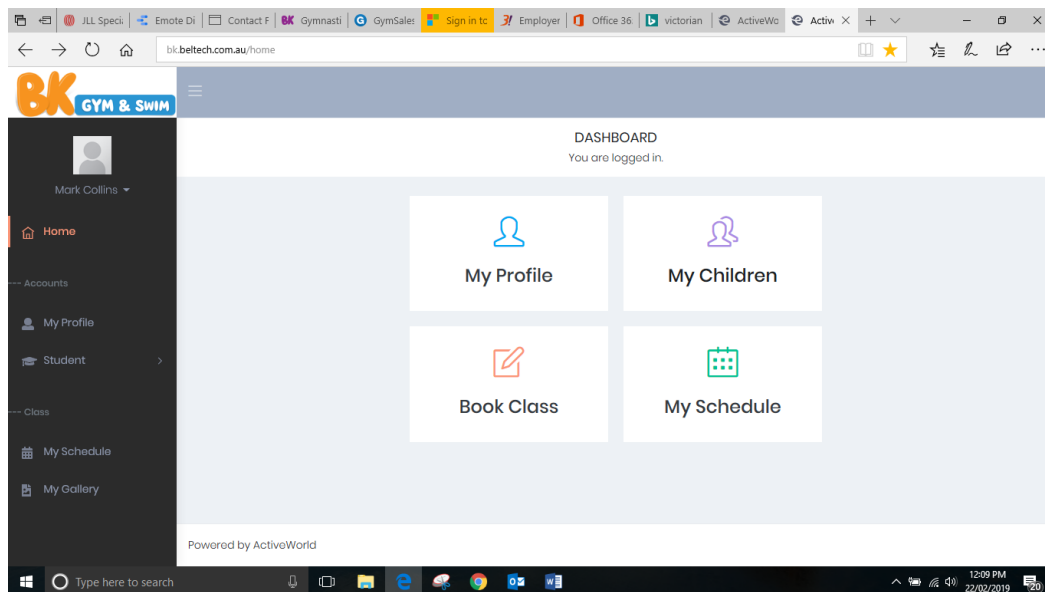 JLL Speci
Emote Di
Contact F
BK Gymnasti
GymSales
Sign in to
Employer
Office 36
victorian
ActiveWo
Activ
bk.beltech.com.au/home
BK
GYM & SWIM
DASHBOARD
You are logged in.
Mark Collins
Home
--- Accounts
My Profile
Student
--- Class
My Schedule
My Gallery
My Profile
My Children
Book Class
My Schedule
Powered by ActiveWorld
Type here to search
12:09 PM
22/02/2019
20